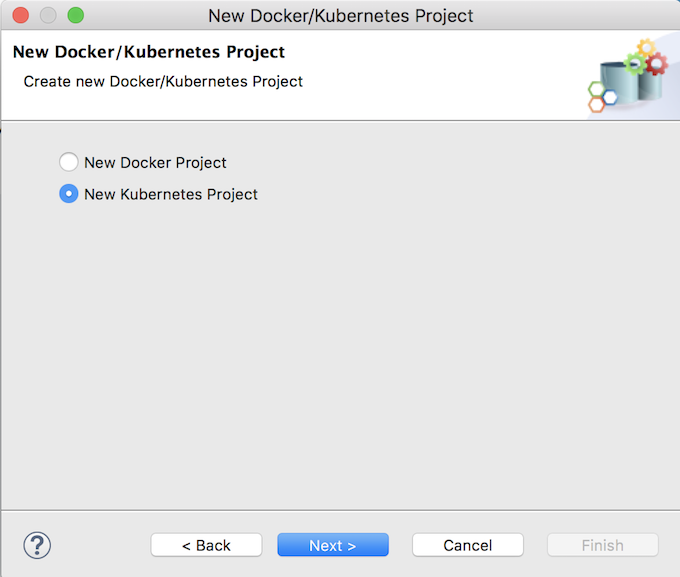 New Docker/Kubernetes Project
New Docker/Kubernetes Project
Create new Docker/Kubernetes Project
New Docker Project
New Kubernetes Project
? < Back Next > Cancel Finish